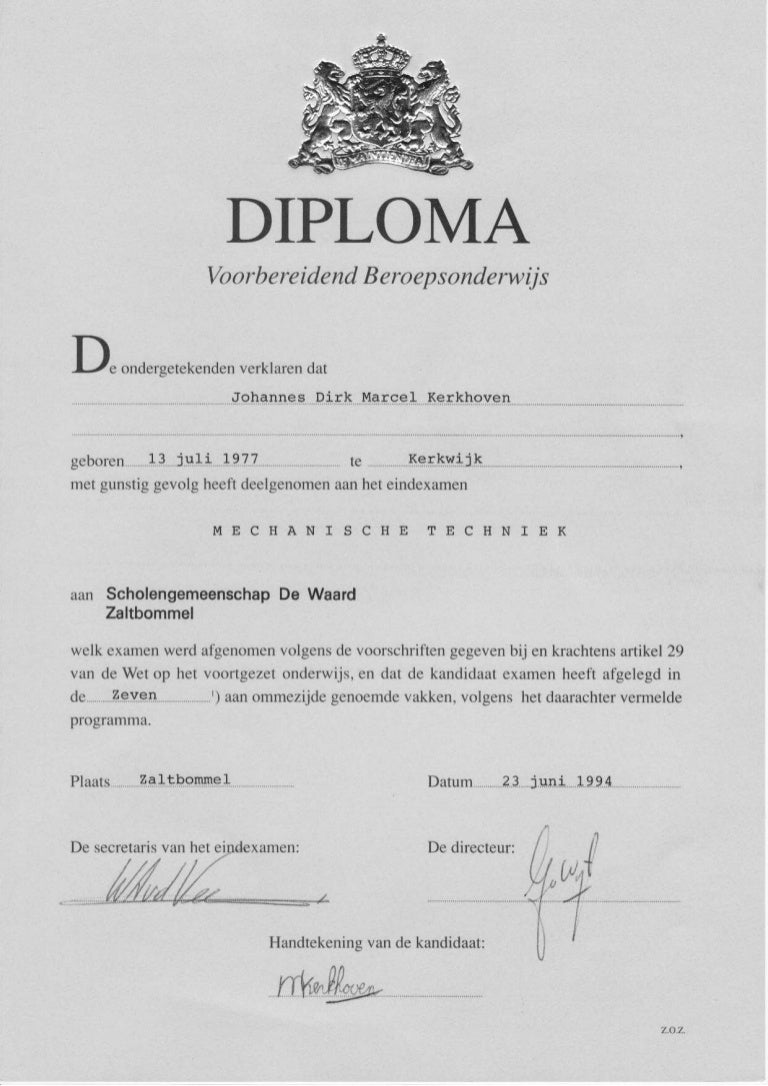 DIPLOMA
Voorbereidend Beroepsonderwijs
De ondergetekenden verklaren dat
Johannes Dirk Marcel Kerkhoven
geboren 13 juli 1977 te Kerkwijk,
met gunstig gevolg heeft deelgenomen aan het eindexamen
MECHANISCHE TECHNIEK
aan Scholengemeenschap De Waard
Zaltbommel
welk examen werd afgenomen volgens de voorschriften gegeven bij en krachtens artikel 29
van de Wet op het voortgezet onderwijs, en dat de kandidaat examen heeft afgelegd in
de Zeven ¹) aan ommezijde genoemde vakken, volgens het daarachter vermelde
programma.
Plaats Zaltbommel Datum 23 juni 1994
De secretaris van het eindexamen: De directeur:
Handtekening van de kandidaat:
MKerkhoven
Z.O.Z.